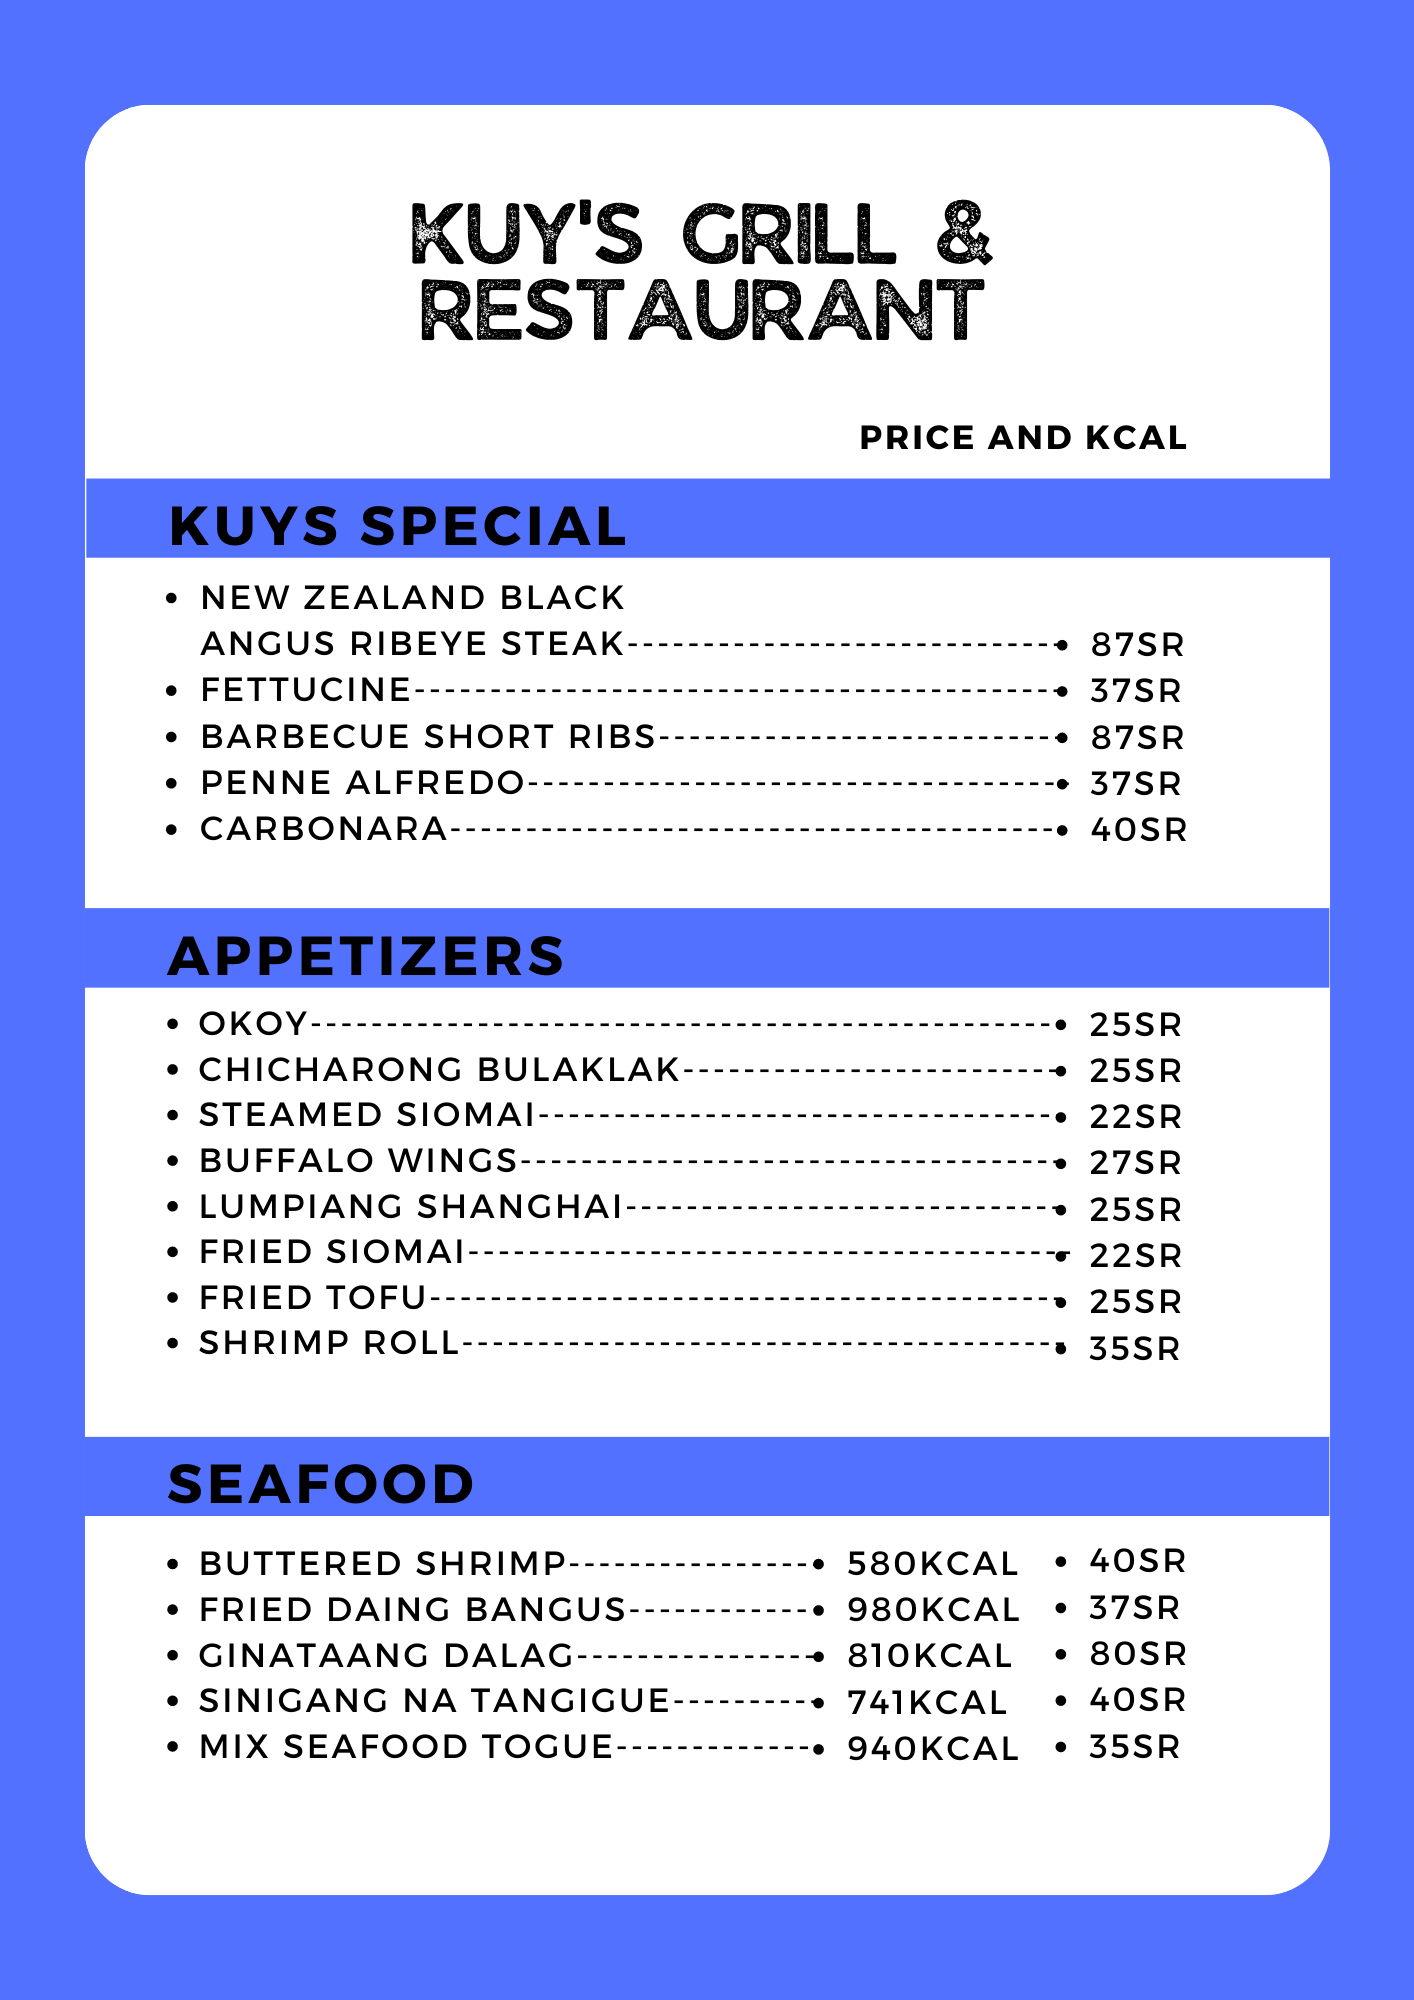 KUY'S GRILL &
RESTAURANT
PRICE AND KCAL
KUYS SPECIAL
• NEW ZEALAND BLACK
ANGUS RIBEYE STEAK----------------------------• 87SR
• FETTUCINE------------------------------------------• 37SR
• BARBECUE SHORT RIBS--------------------------• 87SR
• PENNE ALFREDO-----------------------------------• 37SR
• CARBONARA----------------------------------------• 40SR
APPETIZERS
• OKOY-------------------------------------------------• 25SR
• CHICHARONG BULAKLAK-------------------------• 25SR
• STEAMED SIOMAI----------------------------------• 22SR
• BUFFALO WINGS-----------------------------------• 27SR
• LUMPIANG SHANGHAI----------------------------• 25SR
• FRIED SIOMAI---------------------------------------• 22SR
• FRIED TOFU-----------------------------------------• 25SR
• SHRIMP ROLL---------------------------------------• 35SR
SEAFOOD
• BUTTERED SHRIMP----------------• 580KCAL • 40SR
• FRIED DAING BANGUS------------• 980KCAL • 37SR
• GINATAANG DALAG----------------• 810KCAL • 80SR
• SINIGANG NA TANGIGUE----------• 741KCAL • 40SR
• MIX SEAFOOD TOGUE-------------• 940KCAL • 35SR